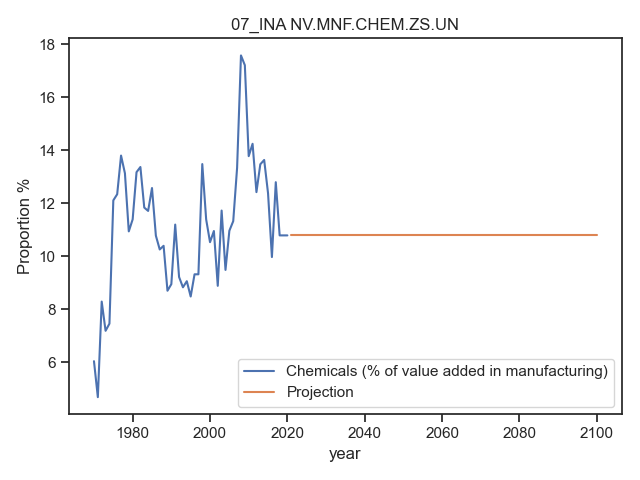 07_INA NV.MNF.CHEM.ZS.UN
Proportion %
18
16
14
12
10
8
6
Chemicals (% of value added in manufacturing)
Projection
1980 2000 2020 2040 2060 2080 2100
year